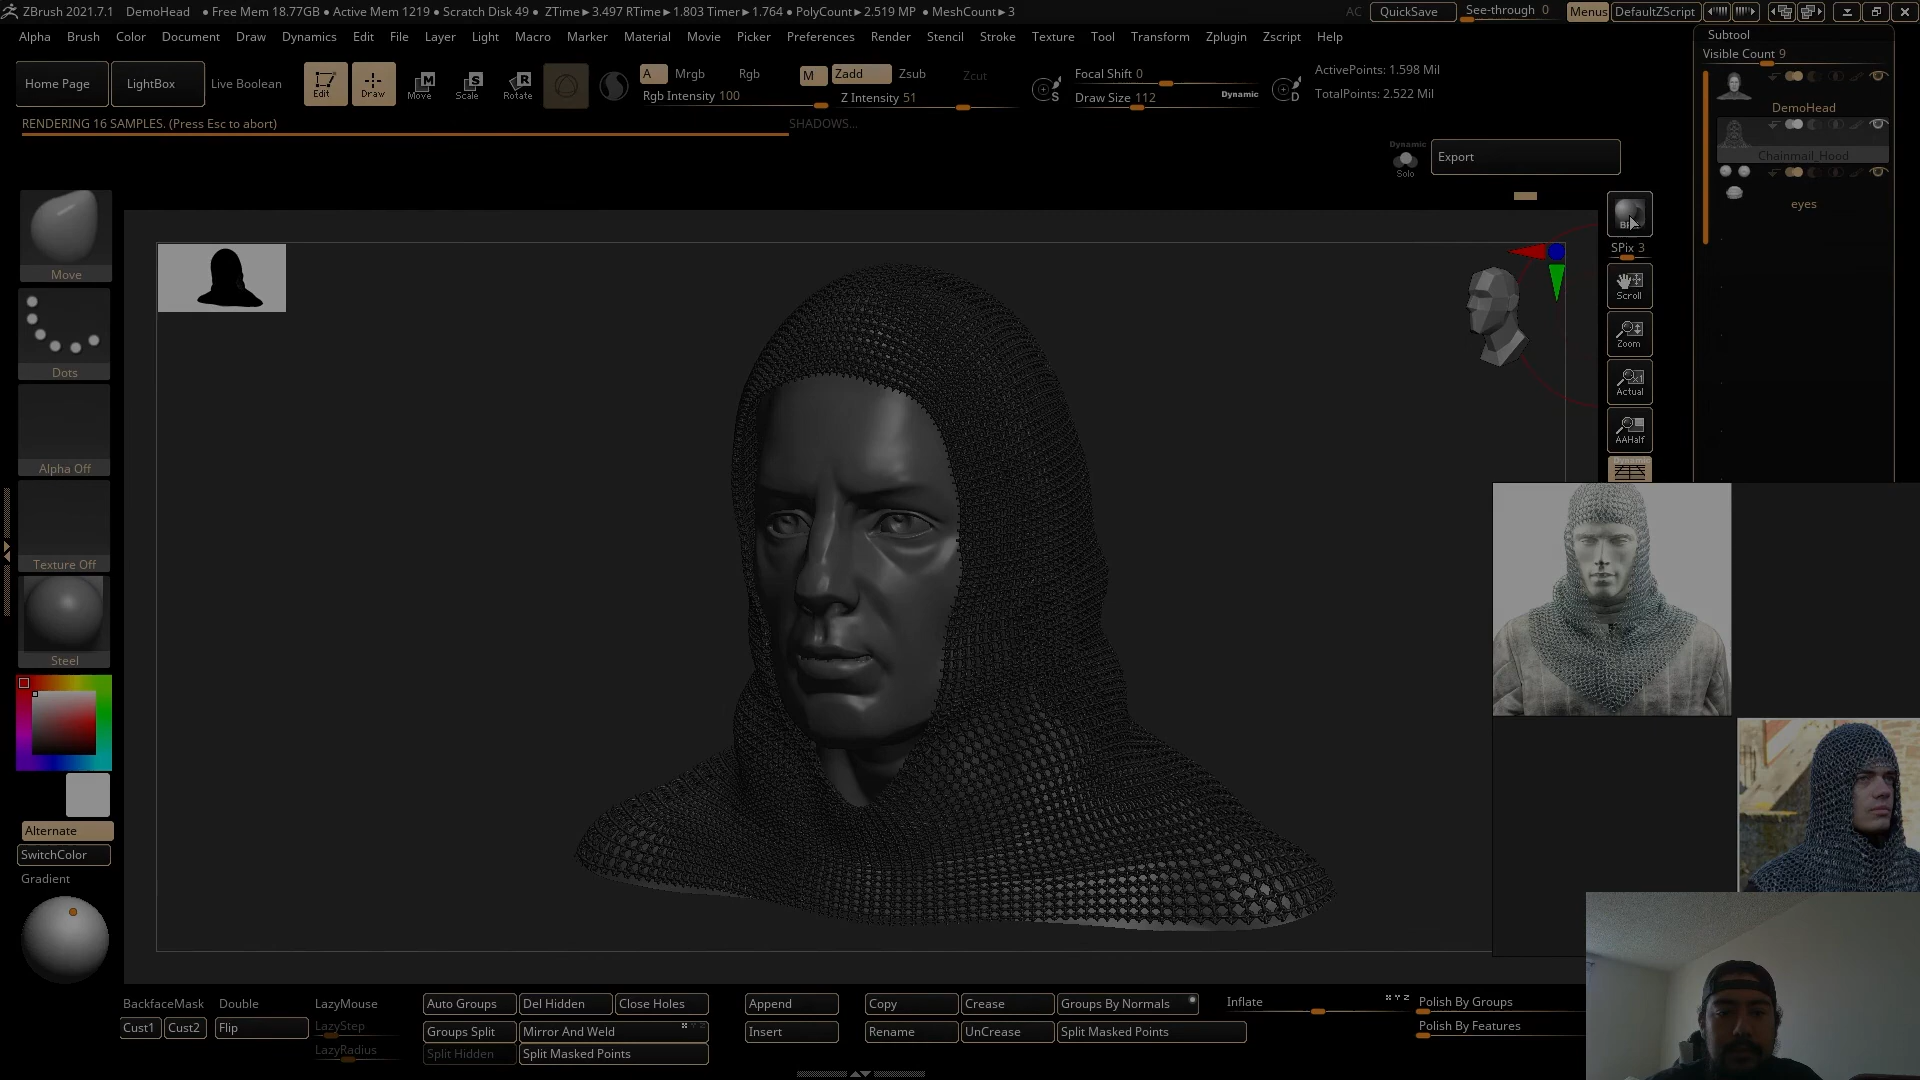 ZBrush 2021.7.1 DemoHead • Free Mem 18.77GB • Active Mem 1219 • Scratch Disk 49 • ZTime►3.497 RTime►1.803 Timer►1.764 • PolyCount►2.519 MP • MeshCount►3 AC QuickSave See-through 0 Menus DefaultZScript
Alpha Brush Color Document Draw Dynamics Edit File Layer Light Macro Marker Material Movie Picker Preferences Render Stencil Stroke Texture Tool Transform Zplugin Zscript Help
Subtool
Visible Count 9
Home Page LightBox Live Boolean Edit Draw Move Scale Rotate
A Mrgb Rgb M Zadd Zsub Zcut
Rgb Intensity 100 Z Intensity 51
S Focal Shift 0
Draw Size 112 Dynamic D
ActivePoints: 1.598 Mil
TotalPoints: 2.522 Mil
DemoHead
Chainmail_Hood
eyes
RENDERING 16 SAMPLES. (Press Esc to abort) SHADOWS...
Dynamic
Solo
Export
SPix 3
Scroll
Zoom
Actual
AAHalf
Dynamic
Move
Dots
Alpha Off
Texture Off
Steel
Alternate
SwitchColor
Gradient
BackfaceMask Double LazyMouse
Cust1 Cust2 Flip LazyStep
LazyRadius
Auto Groups Del Hidden Close Holes
Groups Split Mirror And Weld
Split Hidden Split Masked Points
Append
Insert
Copy Crease Groups By Normals
Rename UnCrease Split Masked Points
Inflate
Polish By Groups
Polish By Features